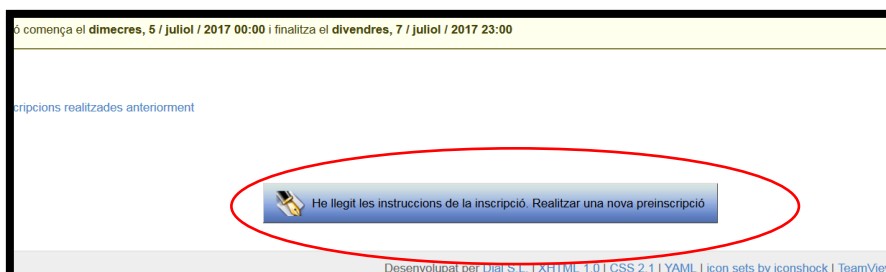 ó comença el dimecres, 5 / juliol / 2017 00:00 i finalitza el divendres, 7 / juliol / 2017 23:00
cripcions realitzades anteriorment
He llegit les instruccions de la inscripció. Realitzar una nova preinscripció
Desenvolupat per Dial S.L. | XHTML 1.0 | CSS 2.1 | YAML | icon sets by iconshock | TeamVie